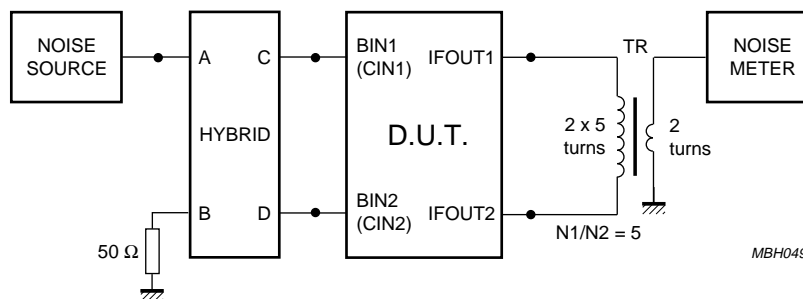 NOISE
SOURCE
A
C
HYBRID
B
D
50 Ω
BIN1
(CIN1)
IFOUT1
D.U.T.
BIN2
(CIN2)
IFOUT2
TR
2 x 5
turns
2
turns
N1/N2 = 5
NOISE
METER
MBH049